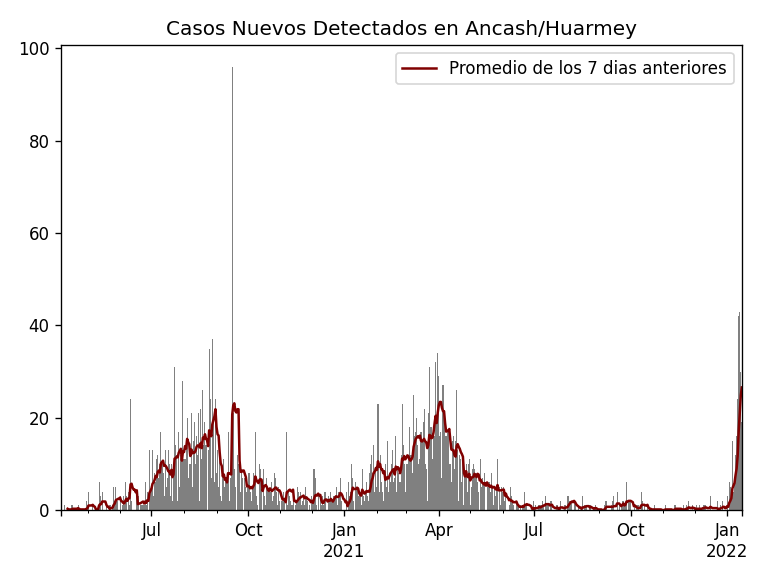 Casos Nuevos Detectados en Ancash/Huarmey
Promedio de los 7 dias anteriores
100
80
60
40
20
0
Jul
Oct
Jan
2021
Apr
Jul
Oct
Jan
2022